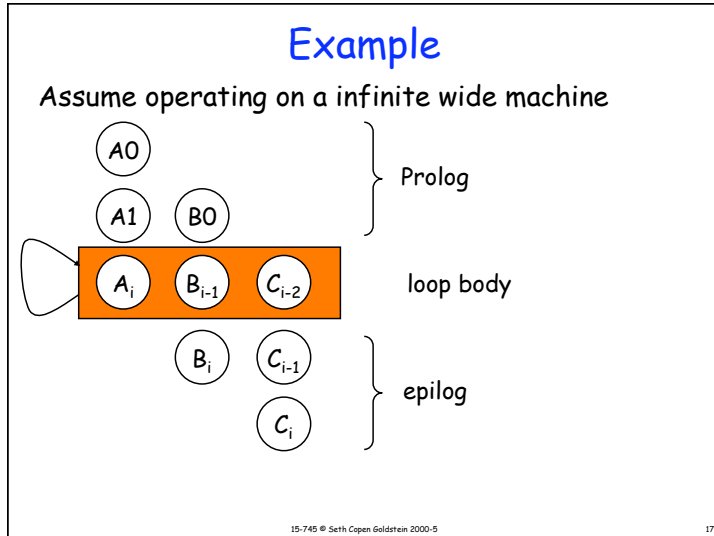 Example
Assume operating on a infinite wide machine
A0
Prolog
A1 B0
Ai Bi-1 Ci-2 loop body
Bi Ci-1
epilog
Ci
15-745 © Seth Copen Goldstein 2000-5 17